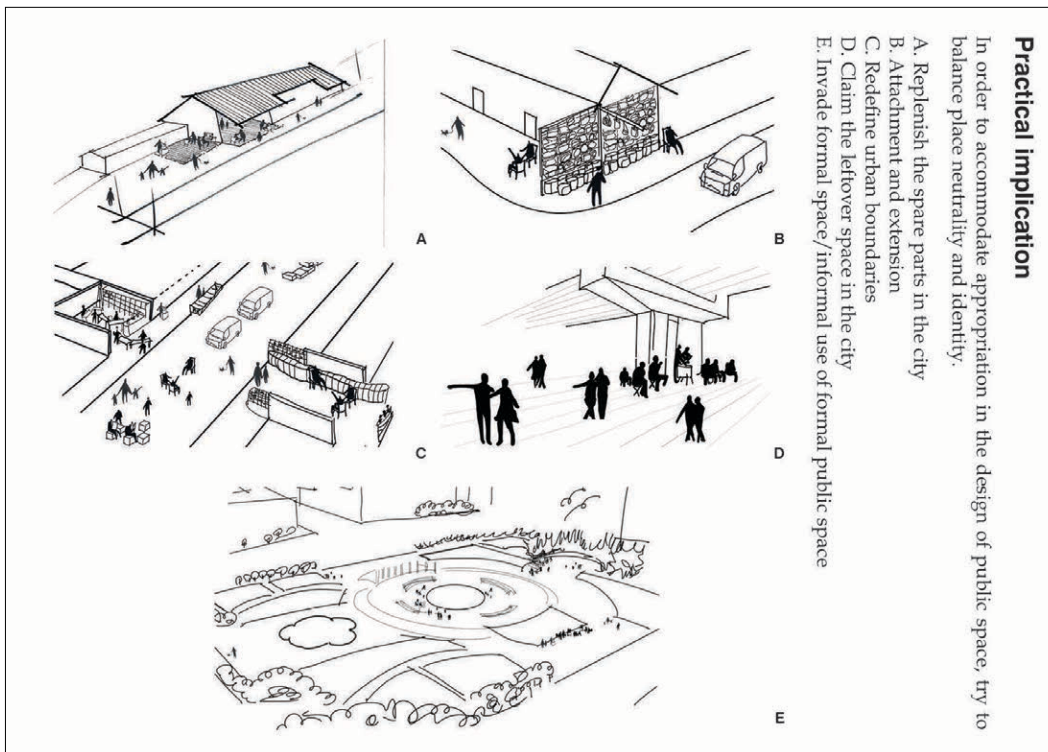 Practical implication
In order to accommodate appropriation in the design of public space, try to
balance place neutrality and identity.
A. Replenish the spare parts in the city
B. Attachment and extension
C. Redefine urban boundaries
D. Claim the leftover space in the city
E. Invade formal space/informal use of formal public space
A
B
C
D
E